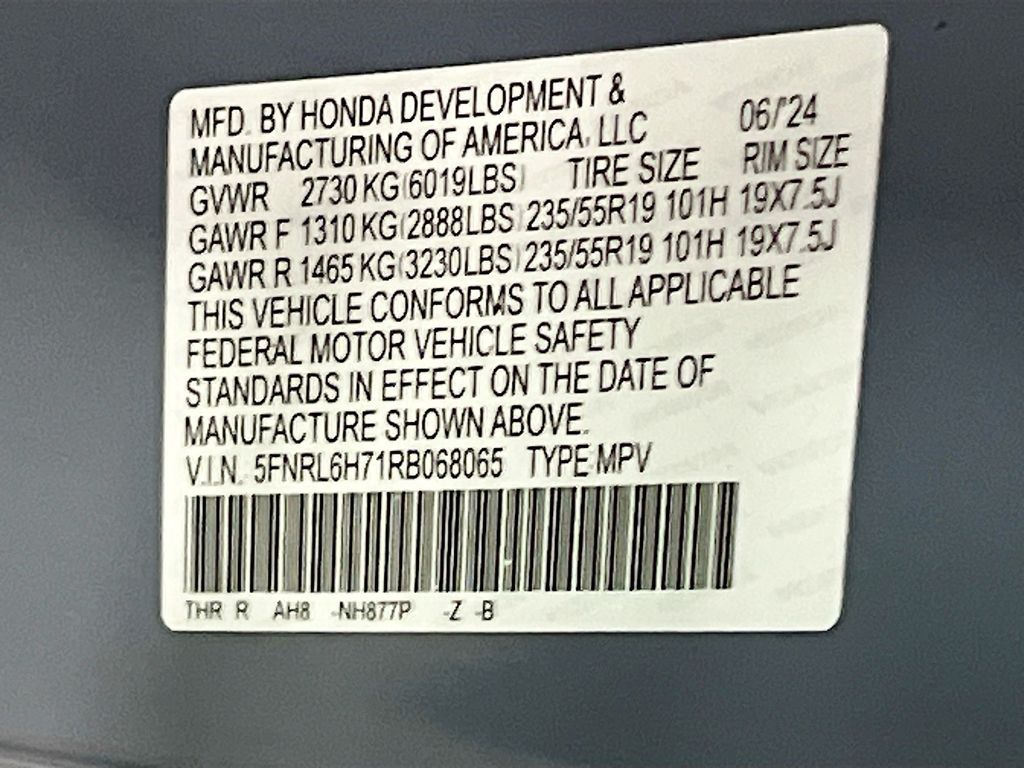 MFD. BY HONDA DEVELOPMENT &
MANUFACTURING OF AMERICA, LLC 06/'24
GVWR 2730 KG(6019LBS) TIRE SIZE RIM SIZE
GAWR F 1310 KG(2888LBS) 235/55R19 101H 19X7.5J
GAWR R 1465 KG(3230LBS) 235/55R19 101H 19X7.5J
THIS VEHICLE CONFORMS TO ALL APPLICABLE
FEDERAL MOTOR VEHICLE SAFETY
STANDARDS IN EFFECT ON THE DATE OF
MANUFACTURE SHOWN ABOVE.
V.I.N. 5FNRL6H71RB068065 TYPE:MPV
THR R AH8 -NH877P -Z -B